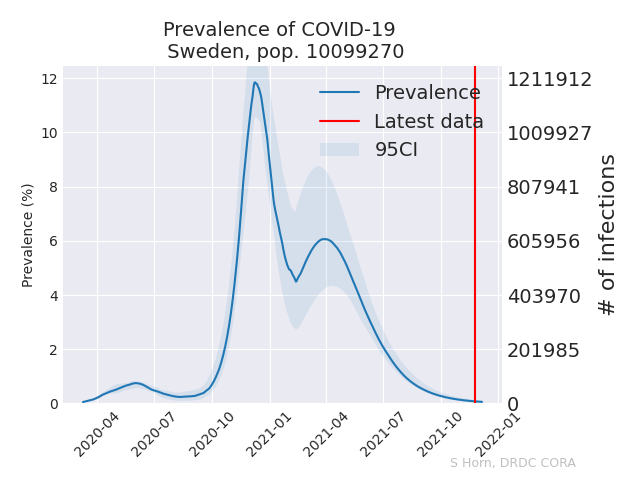 Prevalence of COVID-19
Sweden, pop. 10099270
Prevalence (%)
12
10
8
6
4
2
0
Prevalence
Latest data
95CI
1211912
1009927
807941
605956
403970
201985
0
# of infections
2020-04
2020-07
2020-10
2021-01
2021-04
2021-07
2021-10
2022-01
S Horn, DRDC CORA